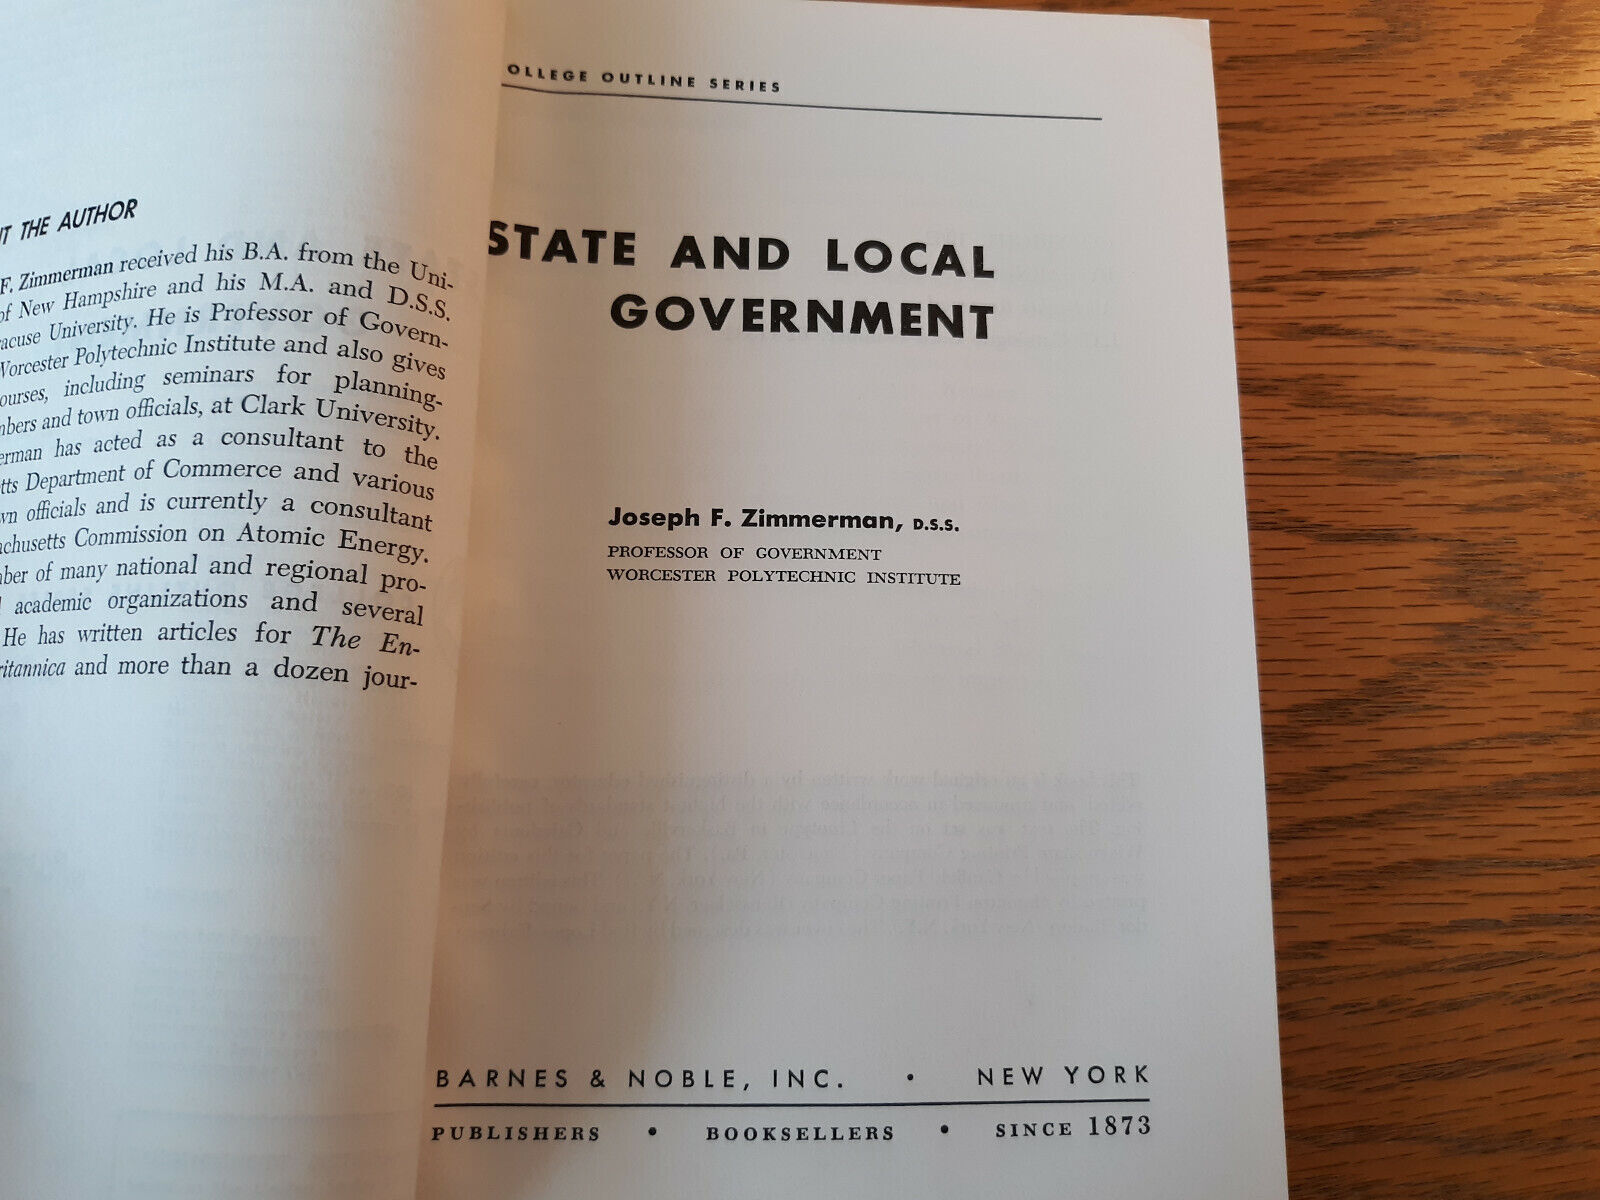 T THE AUTHOR
F. Zimmerman received his B.A. from the Uni-
of New Hampshire and his M.A. and D.S.S.
acuse University. He is Professor of Govern-
Worcester Polytechnic Institute and also gives
ourses, including seminars for planning-
mbers and town officials, at Clark University.
erman has acted as a consultant to the
tts Department of Commerce and various
wn officials and is currently a consultant
achusetts Commission on Atomic Energy.
ber of many national and regional pro-
academic organizations and several
He has written articles for The En-
ritannica and more than a dozen jour-
OLLEGE OUTLINE SERIES
STATE AND LOCAL
GOVERNMENT
Joseph F. Zimmerman, D.S.S.
PROFESSOR OF GOVERNMENT
WORCESTER POLYTECHNIC INSTITUTE
BARNES & NOBLE, INC. • NEW YORK
PUBLISHERS • BOOKSELLERS • SINCE 1873